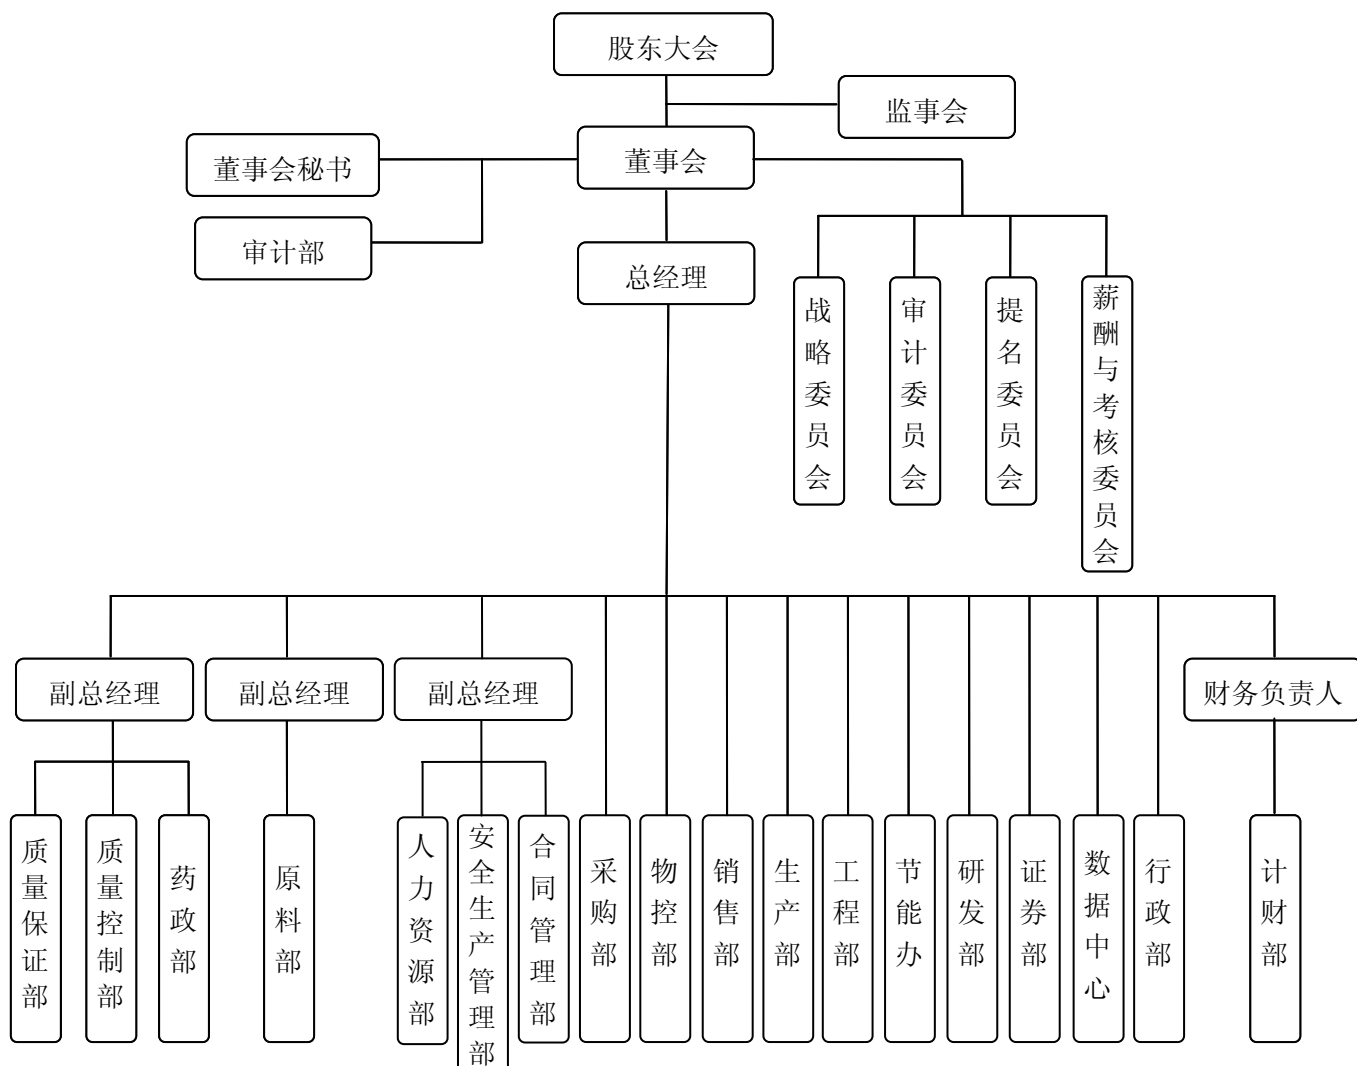 股东大会
监事会
董事会
董事会秘书
审计部
总经理
战略委员会
审计委员会
提名委员会
薪酬与考核委员会
副总经理
副总经理
副总经理
财务负责人
质量保证部
质量控制部
药政部
原料部
人力资源部
安全生产管理部
合同管理部
采购部
物控部
销售部
生产部
工程部
节能办
研发部
证券部
数据中心
行政部
计财部